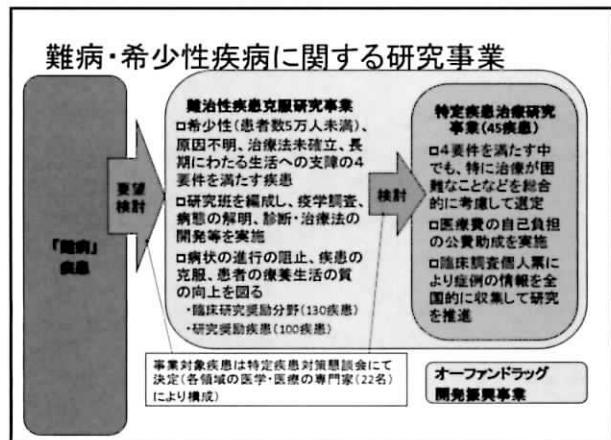 難病・希少性疾病に関する研究事業
「難病」
疾患
要望
検討
難治性疾患克服研究事業
□希少性(患者数5万人未満)、
原因不明、治療法未確立、長
期にわたる生活への支障の4
要件を満たす疾患
□研究班を編成し、疫学調査、
病態の解明、診断・治療法の
開発等を実施
□病状の進行の阻止、疾患の
克服、患者の療養生活の質
の向上を図る
・臨床研究奨励分野(130疾患)
・研究奨励疾患(100疾患)
検討
特定疾患治療研究
事業(45疾患)
□4要件を満たす中
でも、特に治療が困
難なことなどを総合
的に考慮して選定
□医療費の自己負担
の公費助成を実施
□臨床調査個人票に
より症例の情報を全
国的に収集して研究
を推進
事業対象疾患は特定疾患対策懇談会にて
決定(各領域の医学・医療の専門家(22名)
により構成)
オーファンドラッグ
開発振興事業